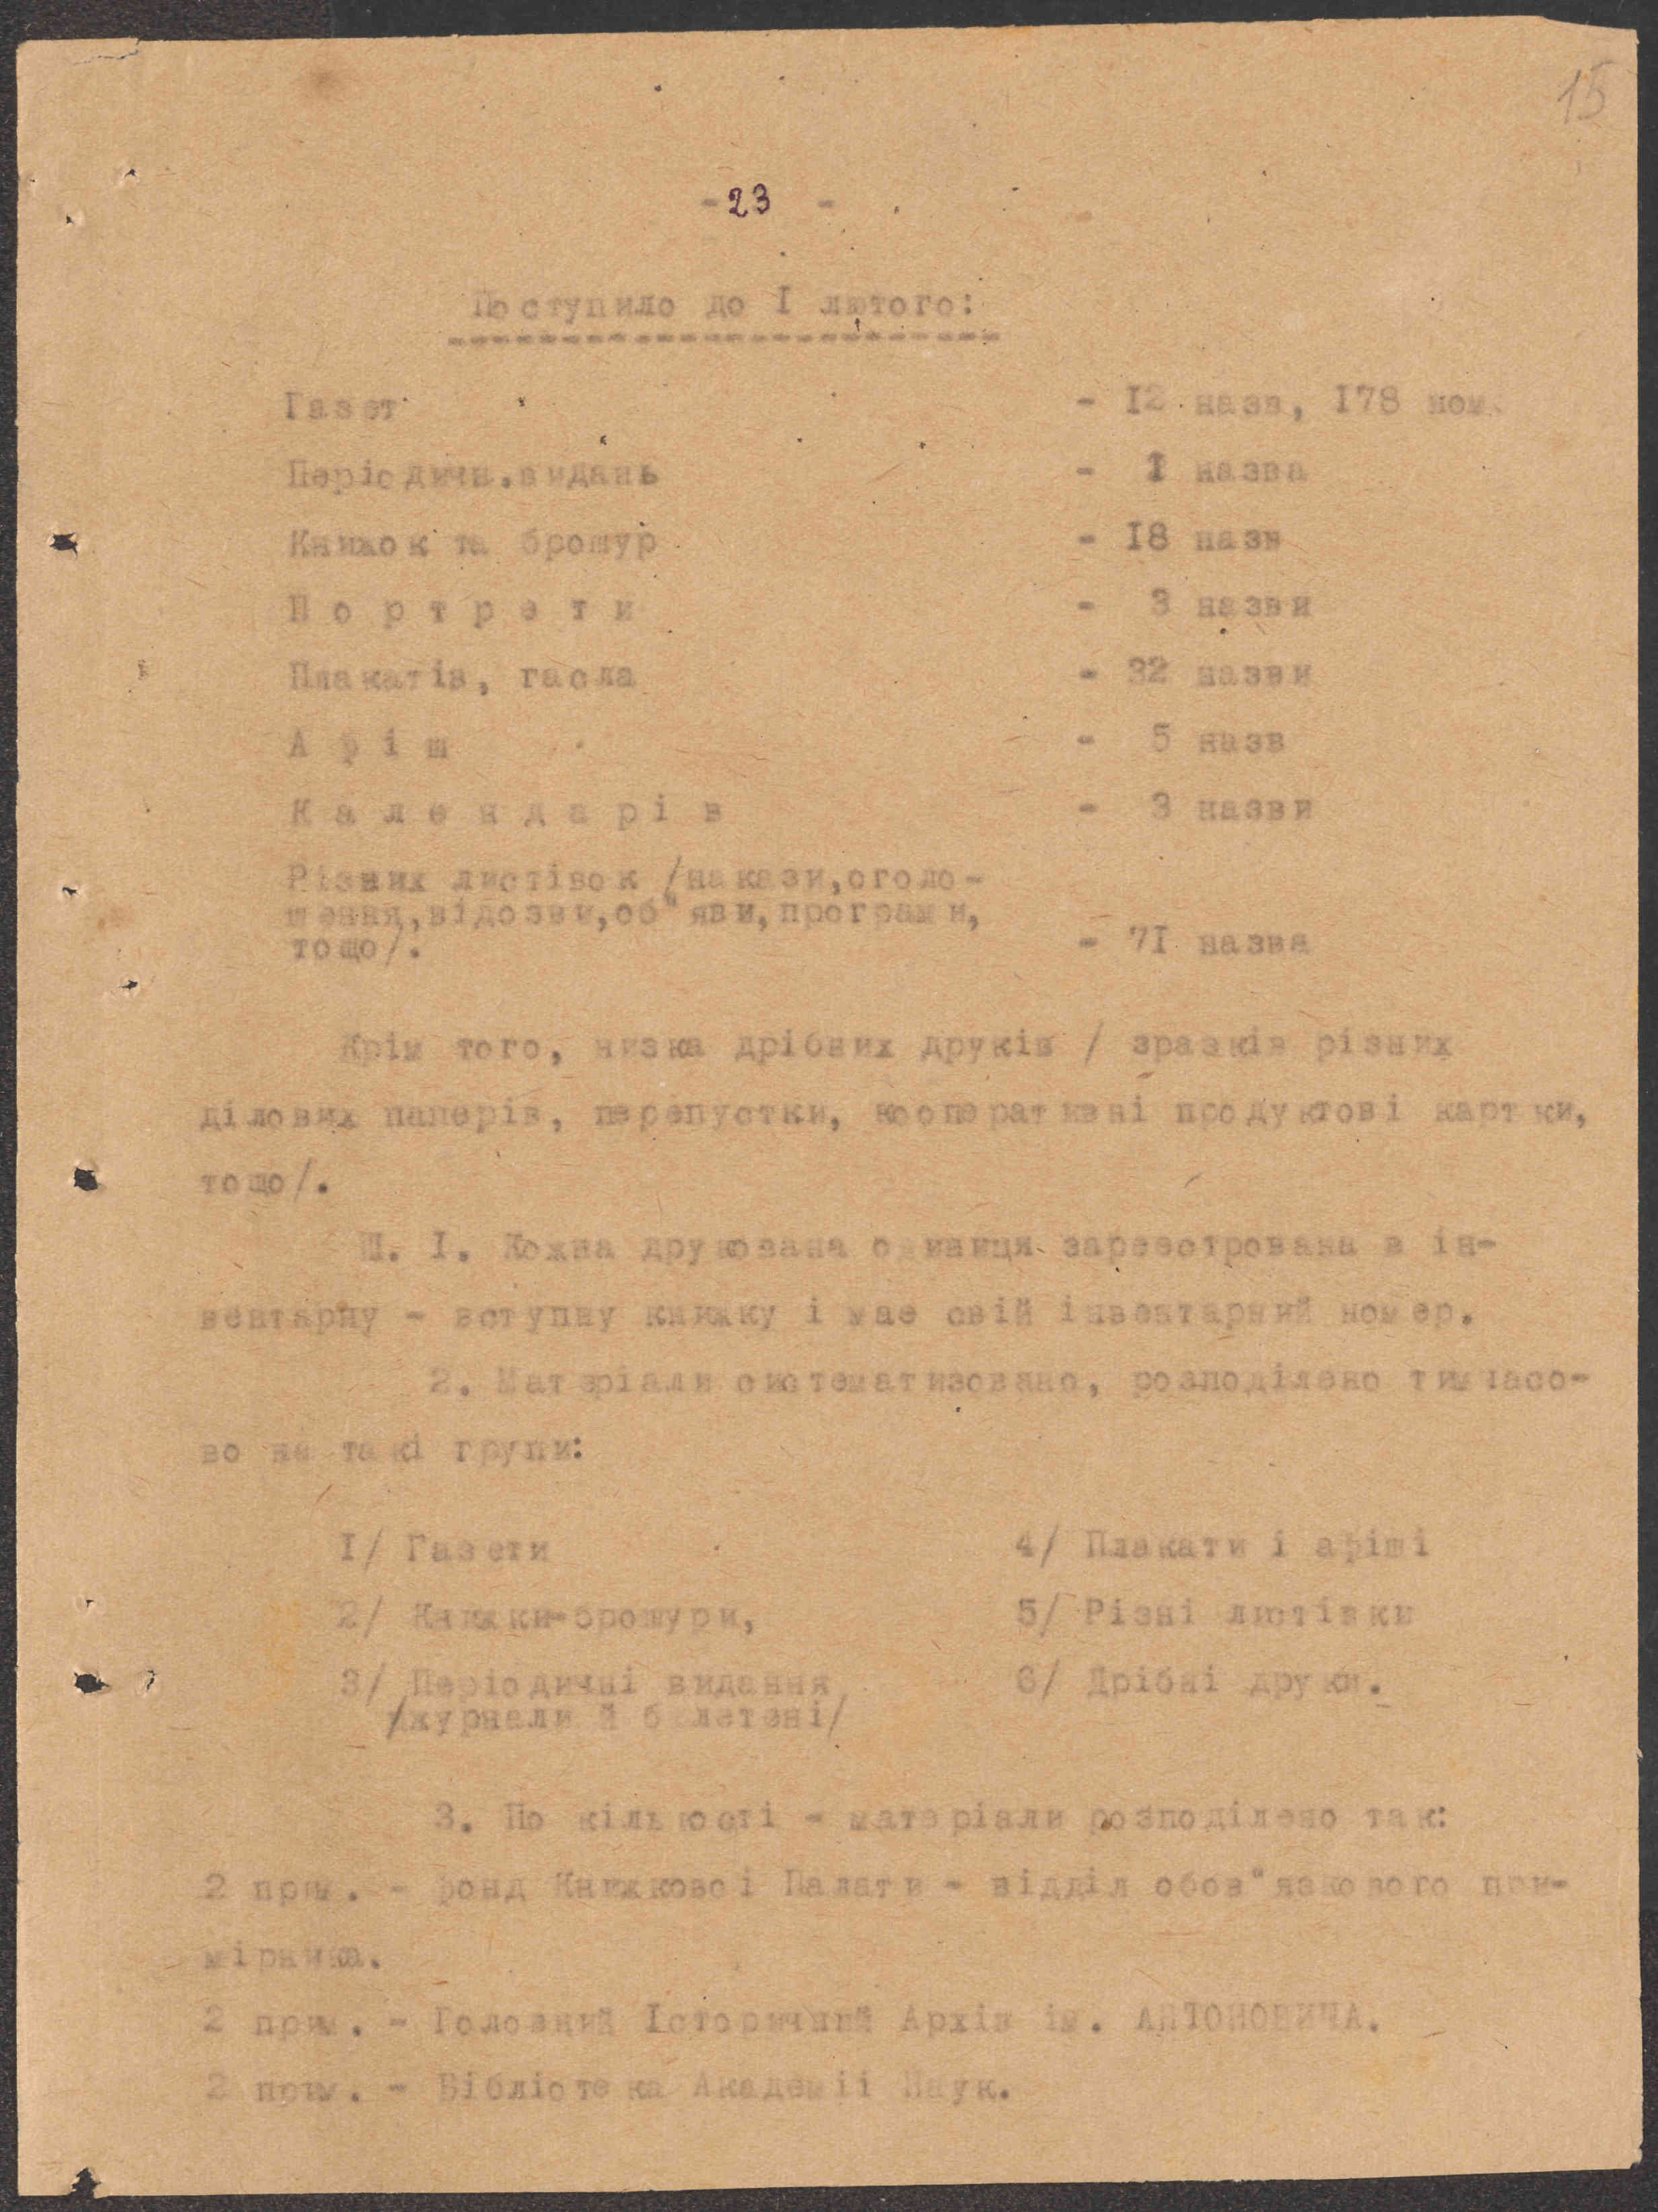 15
- 23 -
Поступило до I лютого:
Газет - I2 назв, I78 ном.
Періодичн.видань - I назва
Книжок та брошур - I8 назв
П о р т р е т и - 3 назви
Плакатів, гасла - 32 назви
А ф і ш - 5 назв
К а л е н д а р і в - 3 назви
Різних листівок /накази,оголо-
шення,відозви,об"яви,програми,
тощо/. - 7I назва
Крім того, низка дрібних друків / зразків різних
ділових паперів, перепустки, кооперативні продуктові картки,
тощо/.
Ш. I. Кожна друкована одиниця зареєстрована в ін-
вентарну - вступну книжку і має свій інвентарний номер.
2. Матеріали систематизовано, розподілено тимчасо-
во на такі групи:
I/ Газети 4/ Плакати і афіші
2/ Книжки-брошури, 5/ Різні листівки
3/ Періодичні видання 6/ Дрібні друки.
/журнали й бюлетені/
3. По кількості - матеріали розподілено так:
2 прим. - фонд Книжкової Палати - відділ обов"язкового при-
мірника.
2 прим. - Головний Історичний Архів ім. АНТОНОВИЧА.
2 прим. - Бібліотека Академії Наук.